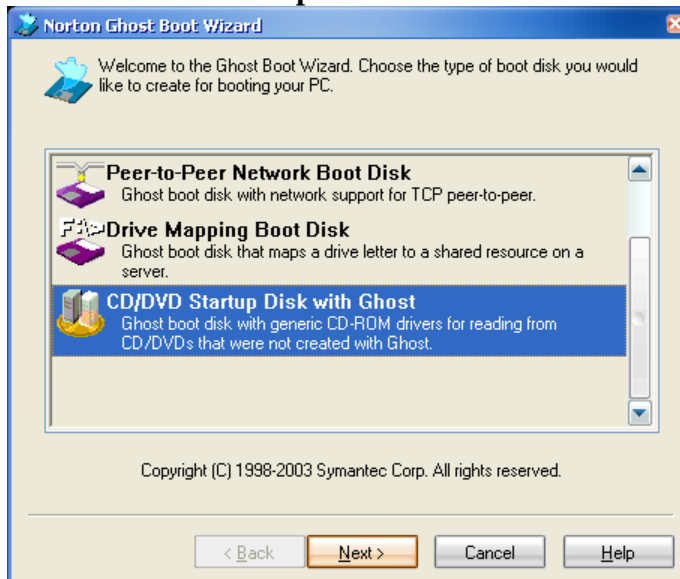 Norton Ghost Boot Wizard
Welcome to the Ghost Boot Wizard. Choose the type of boot disk you would
like to create for booting your PC.
Peer-to-Peer Network Boot Disk
Ghost boot disk with network support for TCP peer-to-peer.
F:\>Drive Mapping Boot Disk
Ghost boot disk that maps a drive letter to a shared resource on a
server.
CD/DVD Startup Disk with Ghost
Ghost boot disk with generic CD-ROM drivers for reading from
CD/DVDs that were not created with Ghost.
Copyright (C) 1998-2003 Symantec Corp. All rights reserved.
< Back Next > Cancel Help